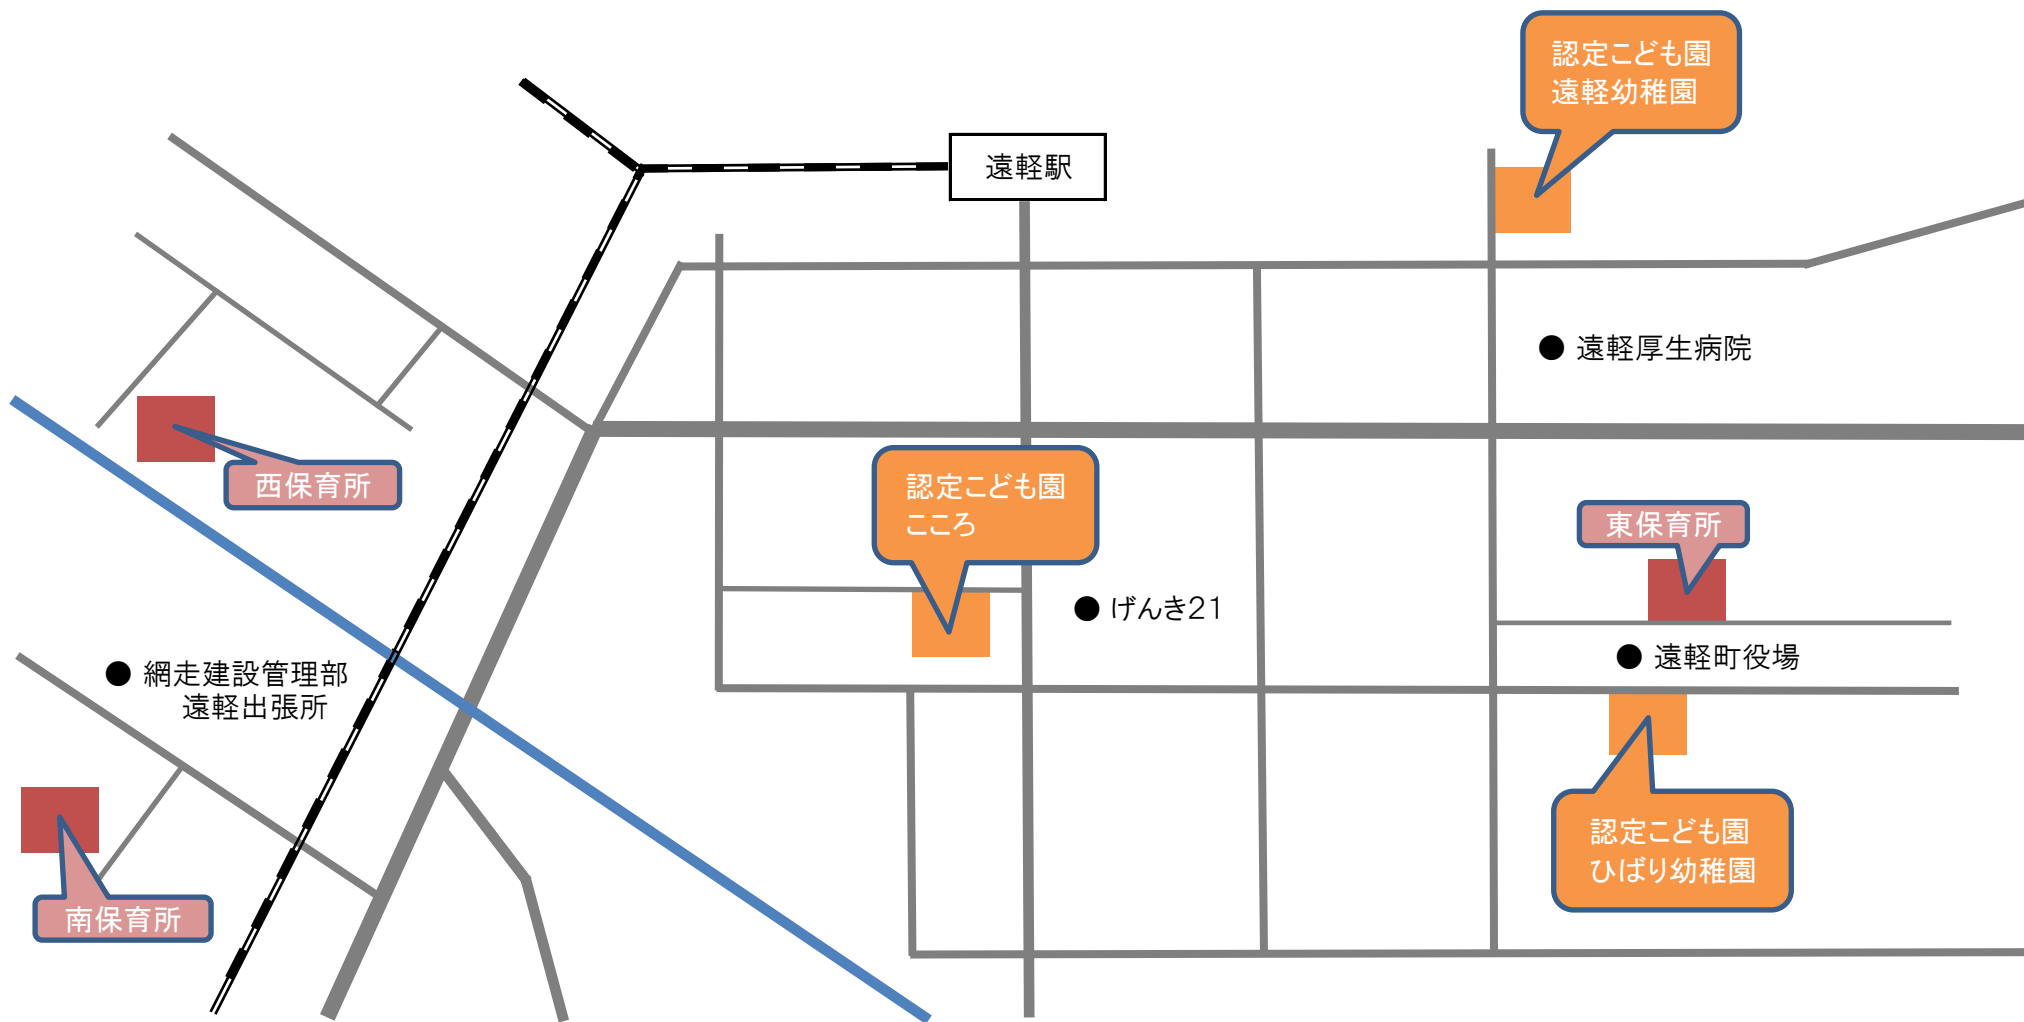 認定こども園
遠軽幼稚園
遠軽駅
● 遠軽厚生病院
西保育所
認定こども園
こころ
東保育所
● げんき21
● 遠軽町役場
● 網走建設管理部
遠軽出張所
認定こども園
ひばり幼稚園
南保育所